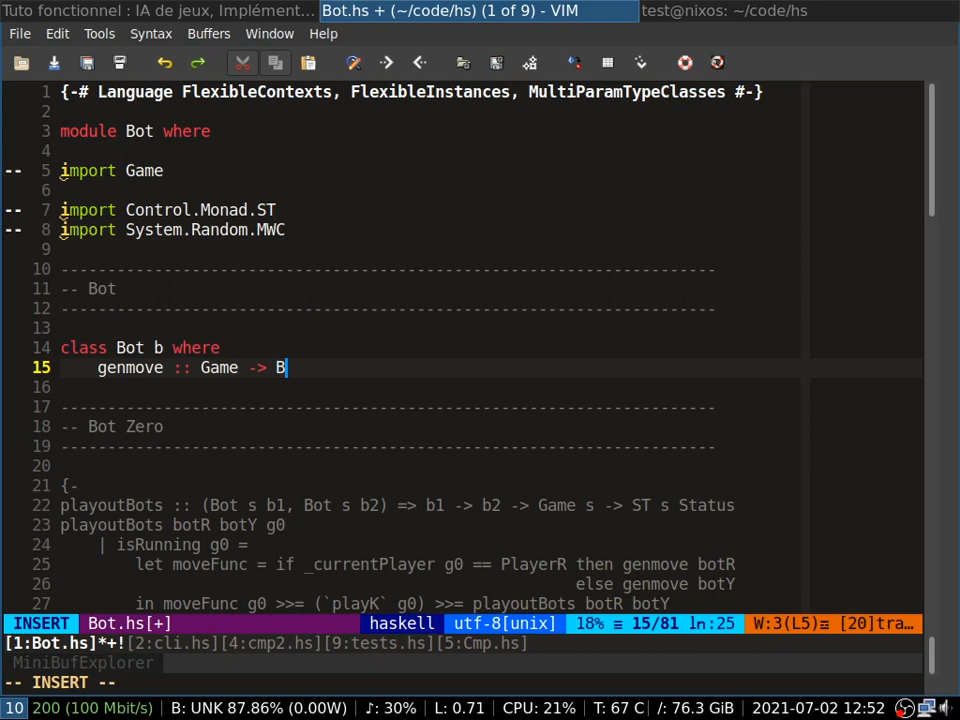 Tuto fonctionnel : IA de jeux, Implément... Bot.hs + (~/code/hs) (1 of 9) - VIM test@nixos: ~/code/hs
File Edit Tools Syntax Buffers Window Help
1 {-# Language FlexibleContexts, FlexibleInstances, MultiParamTypeClasses #-}
2
3 module Bot where
4
-- 5 import Game
6
-- 7 import Control.Monad.ST
-- 8 import System.Random.MWC
9
10 ----------------------------------------------------------------------
11 -- Bot
12 ----------------------------------------------------------------------
13
14 class Bot b where
15     genmove :: Game -> B
16
17 ----------------------------------------------------------------------
18 -- Bot Zero
19 ----------------------------------------------------------------------
20
21 {-
22 playoutBots :: (Bot s b1, Bot s b2) => b1 -> b2 -> Game s -> ST s Status
23 playoutBots botR botY g0
24     | isRunning g0 =
25         let moveFunc = if _currentPlayer g0 == PlayerR then genmove botR
26                                                        else genmove botY
27         in moveFunc g0 >>= (`playK` g0) >>= playoutBots botR botY
INSERT Bot.hs[+] haskell utf-8[unix] 18% ≡ 15/81 ln:25 W:3(L5)≡ [20]tra...
[1:Bot.hs]*+![2:cli.hs][4:cmp2.hs][9:tests.hs][5:Cmp.hs]
MiniBufExplorer
-- INSERT --
10 200 (100 Mbit/s) B: UNK 87.86% (0.00W) ♪: 30% L: 0.71 CPU: 21% T: 67 C /: 76.3 GiB 2021-07-02 12:52